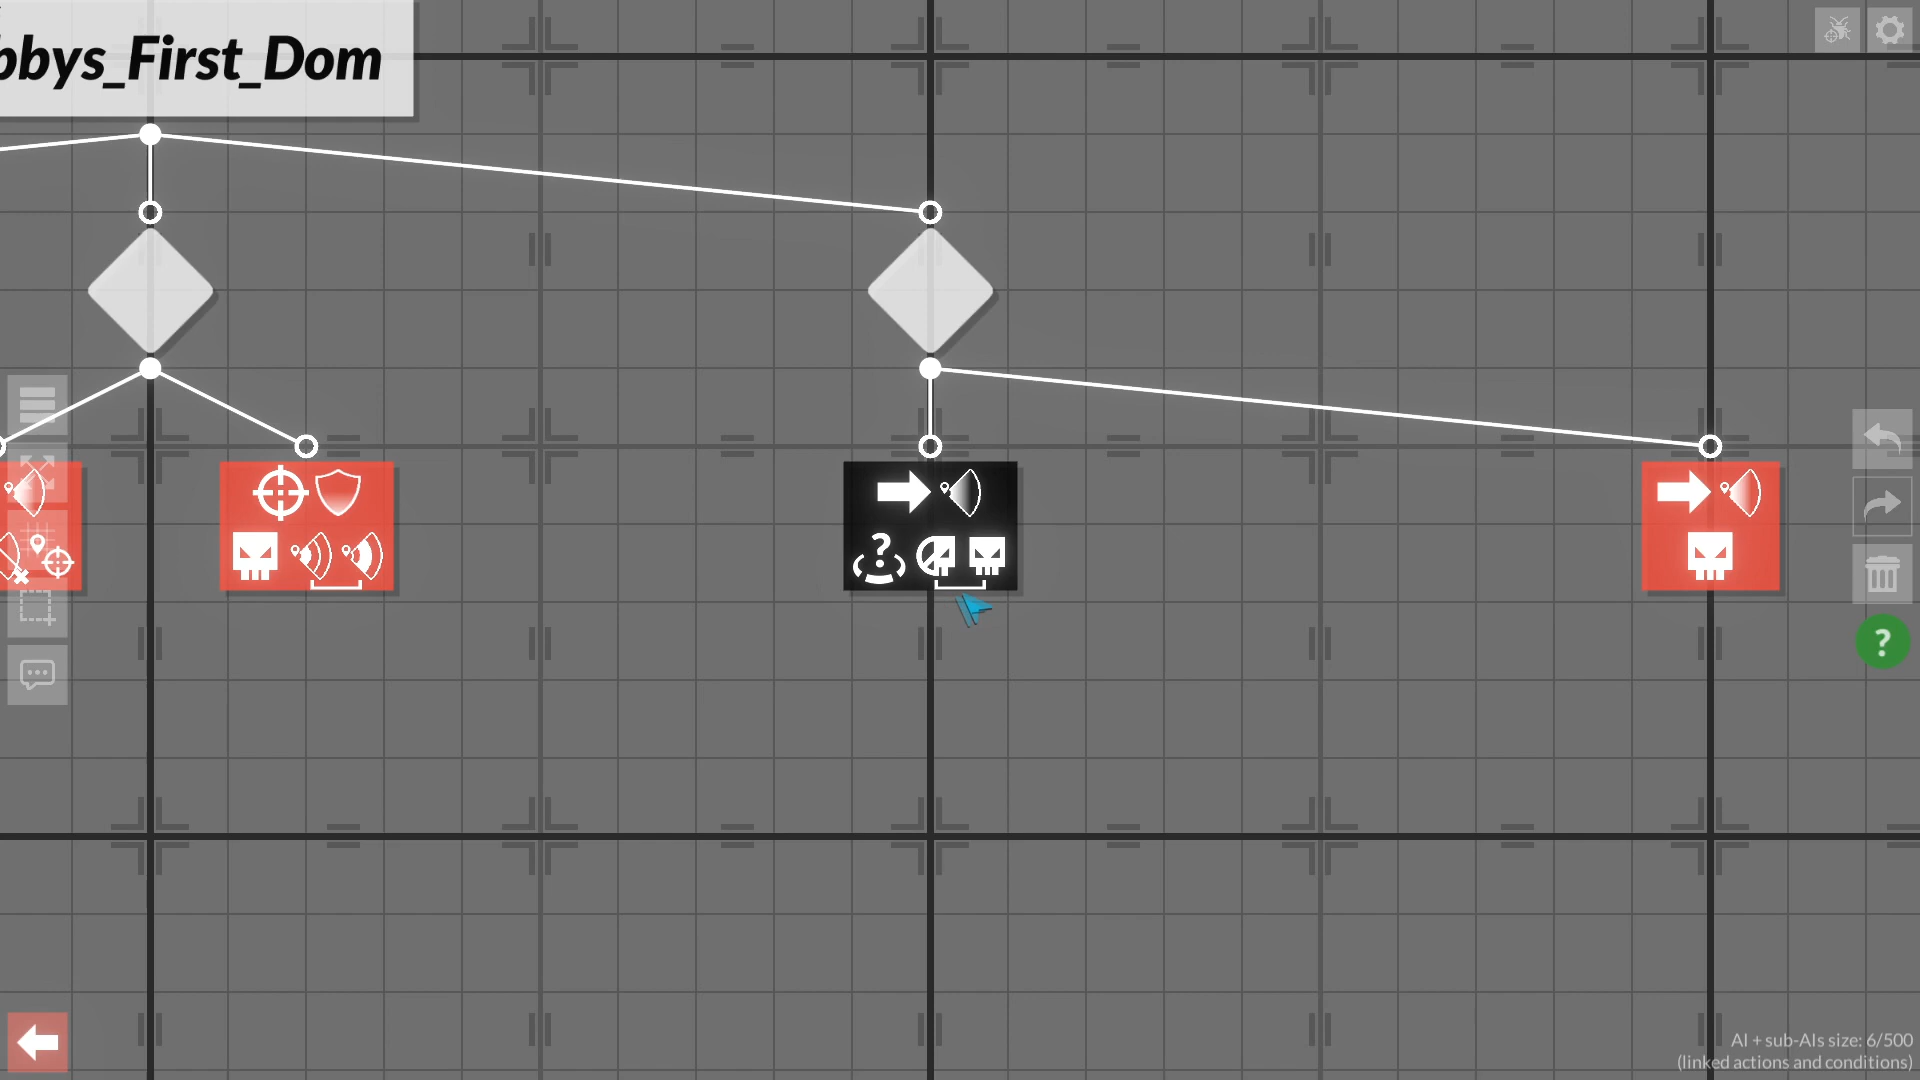 bbys_First_Dom
?
AI + sub-AIs size: 6/500
(linked actions and conditions)